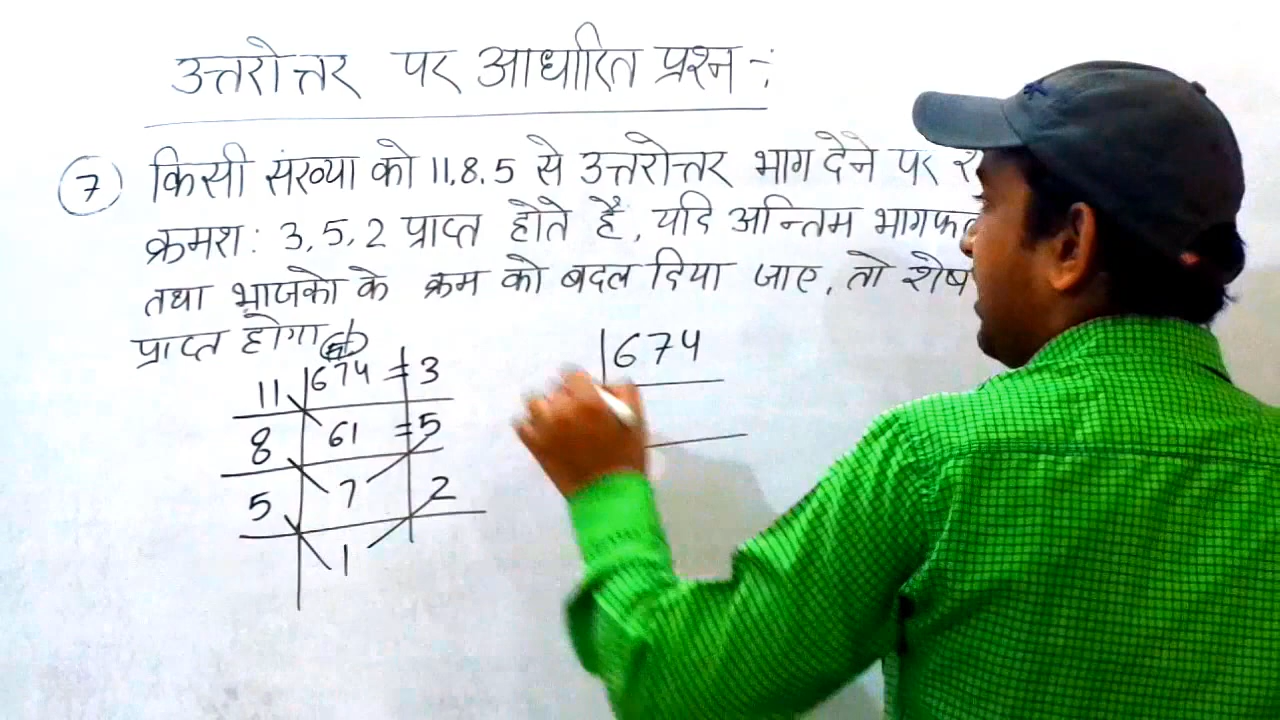 उत्तरोत्तर पर आधारित प्रश्न -:
7 किसी संख्या को 11.8.5 से उत्तरोत्तर भाग देने पर
क्रमश: 3,5,2 प्राप्त होते है, यदि अन्तिम
तथा भाजको के क्रम को बदल दिया जाए, तो शेष
प्राप्त होगा
11 674 = 3
8 61 = 5
5 7 2
1
674